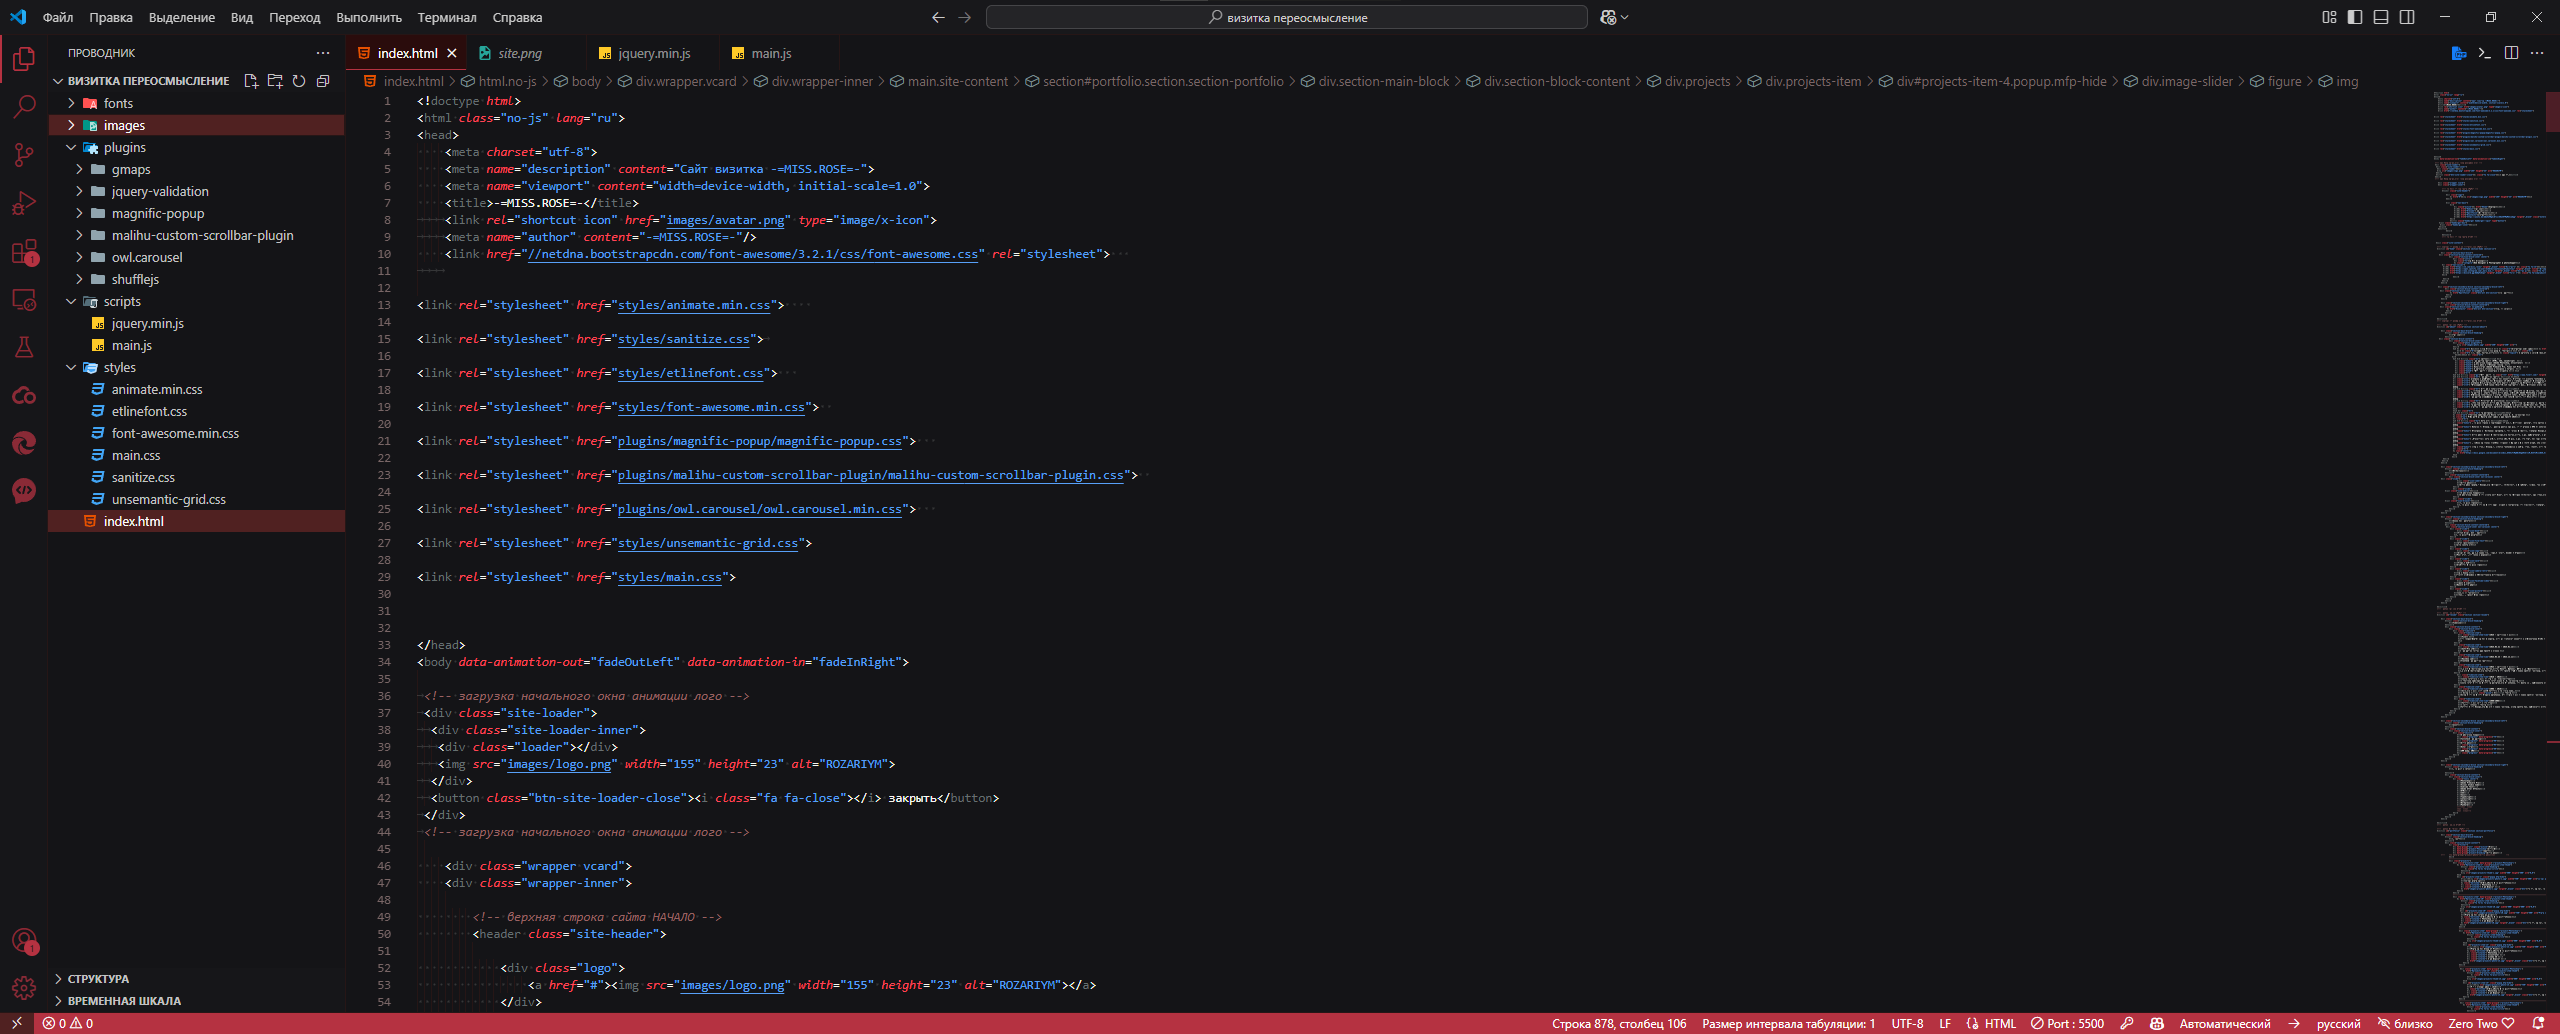 Файл Правка Выделение Вид Переход Выполнить Терминал Справка
визитка переосмысление
ПРОВОДНИК
ВИЗИТКА ПЕРЕОСМЫСЛЕНИЕ
fonts
images
plugins
gmaps
jquery-validation
magnific-popup
malihu-custom-scrollbar-plugin
owl.carousel
shufflejs
scripts
jquery.min.js
main.js
styles
animate.min.css
etlinefont.css
font-awesome.min.css
main.css
sanitize.css
unsemantic-grid.css
index.html
СТРУКТУРА
ВРЕМЕННАЯ ШКАЛА
1
1
index.html site.png jquery.min.js main.js
index.html > html.no-js > body > div.wrapper.vcard > div.wrapper-inner > main.site-content > section#portfolio.section.section-portfolio > div.section-main-block > div.section-block-content > div.projects > div.projects-item > div#projects-item-4.popup.mfp-hide > div.image-slider > figure > img
1 <!doctype html>
2 <html class="no-js" lang="ru">
3 <head>
4 <meta charset="utf-8">
5 <meta name="description" content="Сайт визитка -=MISS.ROSE=-">
6 <meta name="viewport" content="width=device-width, initial-scale=1.0">
7 <title>-=MISS.ROSE=-</title>
8 <link rel="shortcut icon" href="images/avatar.png" type="image/x-icon">
9 <meta name="author" content="-=MISS.ROSE=-"/>
10 <link href="//netdna.bootstrapcdn.com/font-awesome/3.2.1/css/font-awesome.css" rel="stylesheet">
11
12
13 <link rel="stylesheet" href="styles/animate.min.css">
14
15 <link rel="stylesheet" href="styles/sanitize.css">
16
17 <link rel="stylesheet" href="styles/etlinefont.css">
18
19 <link rel="stylesheet" href="styles/font-awesome.min.css">
20
21 <link rel="stylesheet" href="plugins/magnific-popup/magnific-popup.css">
22
23 <link rel="stylesheet" href="plugins/malihu-custom-scrollbar-plugin/malihu-custom-scrollbar-plugin.css">
24
25 <link rel="stylesheet" href="plugins/owl.carousel/owl.carousel.min.css">
26
27 <link rel="stylesheet" href="styles/unsemantic-grid.css">
28
29 <link rel="stylesheet" href="styles/main.css">
30
31
32
33 </head>
34 <body data-animation-out="fadeOutLeft" data-animation-in="fadeInRight">
35
36 <!-- загрузка начального окна анимации лого -->
37 <div class="site-loader">
38 <div class="site-loader-inner">
39 <div class="loader"></div>
40 <img src="images/logo.png" width="155" height="23" alt="ROZARIYM">
41 </div>
42 <button class="btn-site-loader-close"><i class="fa fa-close"></i> закрыть</button>
43 </div>
44 <!-- загрузка начального окна анимации лого -->
45
46 <div class="wrapper vcard">
47 <div class="wrapper-inner">
48
49 <!-- верхняя строка сайта НАЧАЛО -->
50 <header class="site-header">
51
52 <div class="logo">
53 <a href="#"><img src="images/logo.png" width="155" height="23" alt="ROZARIYM"></a>
54 </div>
0 0 Строка 878, столбец 106 Размер интервала табуляции: 1 UTF-8 LF {} HTML Port : 5500 Автоматический → русский близко Zero Two ♡